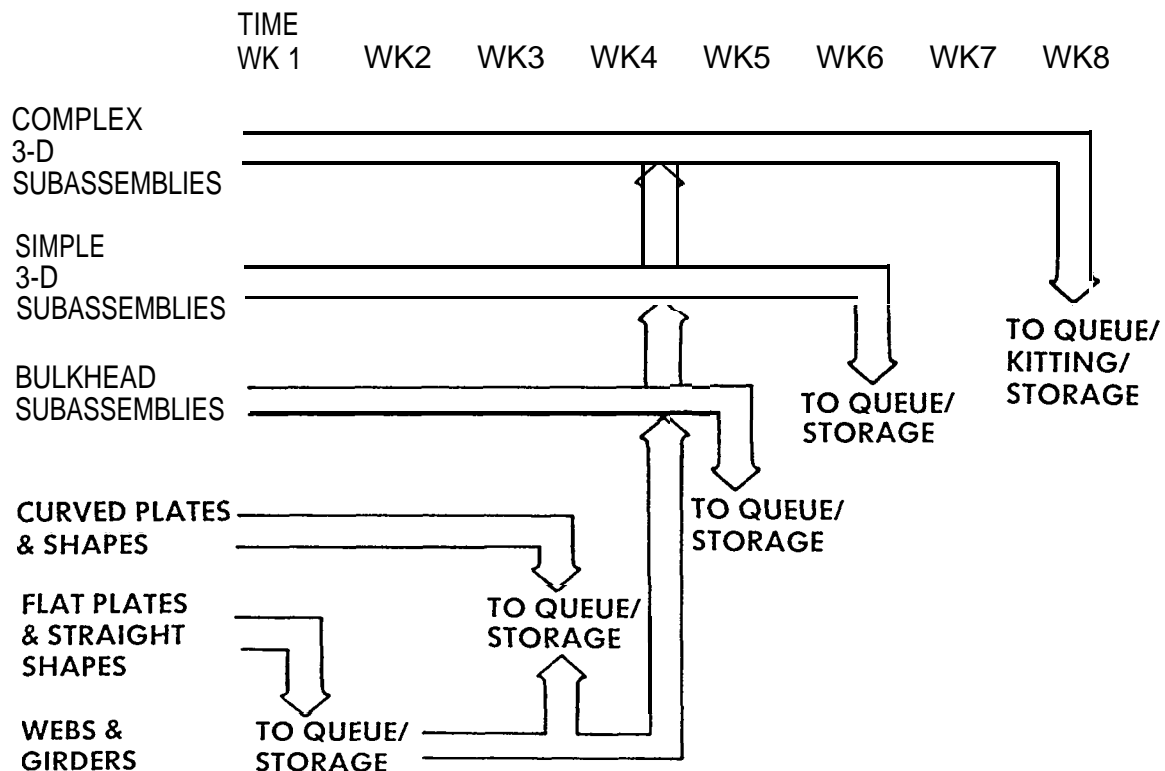 TIME
WK 1 WK2 WK3 WK4 WK5 WK6 WK7 WK8
COMPLEX
3-D
SUBASSEMBLIES
SIMPLE
3-D
SUBASSEMBLIES
TO QUEUE/
KITTING/
STORAGE
BULKHEAD
SUBASSEMBLIES
TO QUEUE/
STORAGE
CURVED PLATES
& SHAPES
TO QUEUE/
STORAGE
FLAT PLATES
& STRAIGHT
SHAPES
TO QUEUE/
STORAGE
WEBS &
GIRDERS
TO QUEUE/
STORAGE